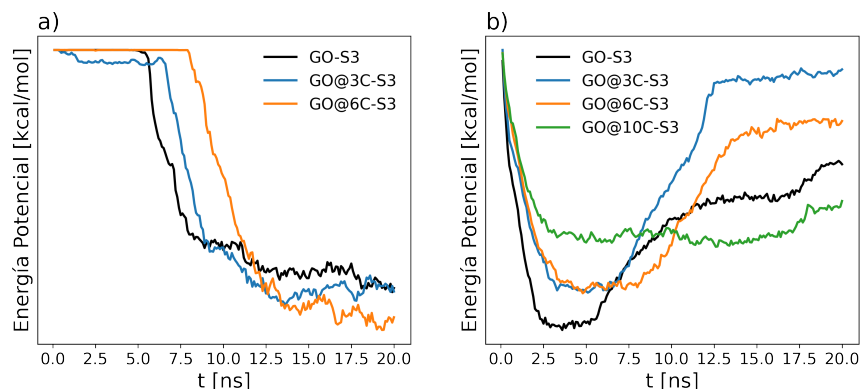 a)
Energía Potencial [kcal/mol]
GO-S3
GO@3C-S3
GO@6C-S3
0.0 2.5 5.0 7.5 10.0 12.5 15.0 17.5 20.0
t [ns]
b)
Energía Potencial [kcal/mol]
GO-S3
GO@3C-S3
GO@6C-S3
GO@10C-S3
0.0 2.5 5.0 7.5 10.0 12.5 15.0 17.5 20.0
t [ns]